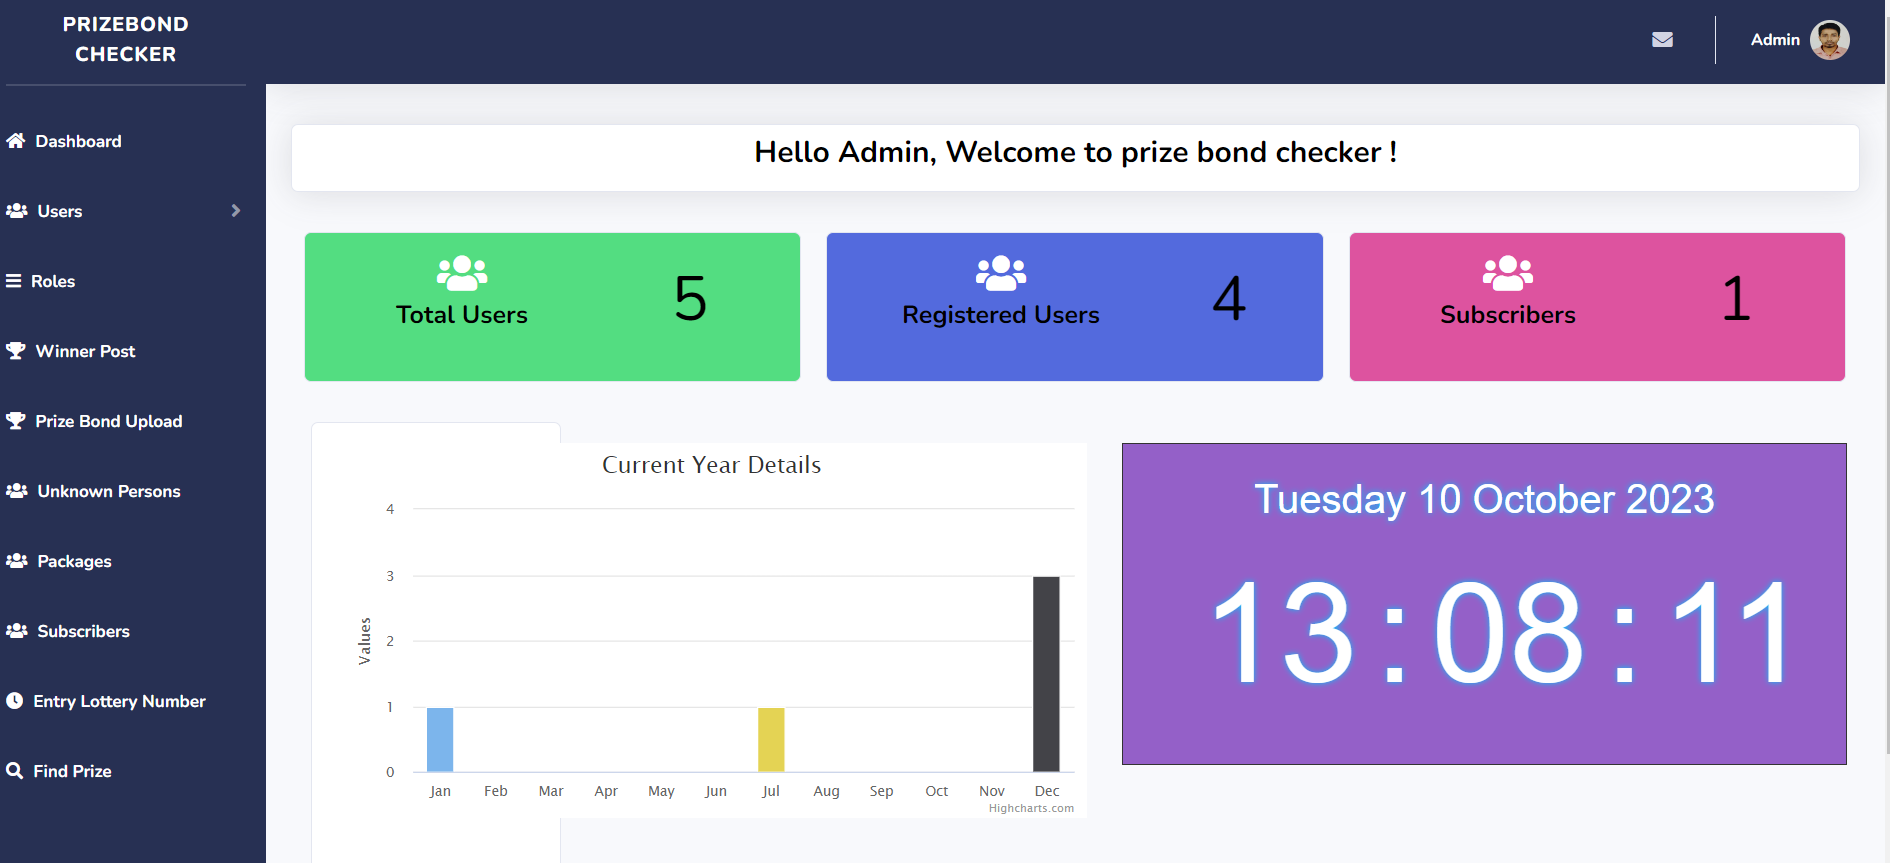 PRIZEBOND
CHECKER
Admin
Dashboard
Users
Roles
Winner Post
Prize Bond Upload
Unknown Persons
Packages
Subscribers
Entry Lottery Number
Find Prize
Hello Admin, Welcome to prize bond checker !
Total Users
5
Registered Users
4
Subscribers
1
Current Year Details
Values
4
3
2
1
0
Jan Feb Mar Apr May Jun Jul Aug Sep Oct Nov Dec
Highcharts.com
Tuesday 10 October 2023
13:08:11